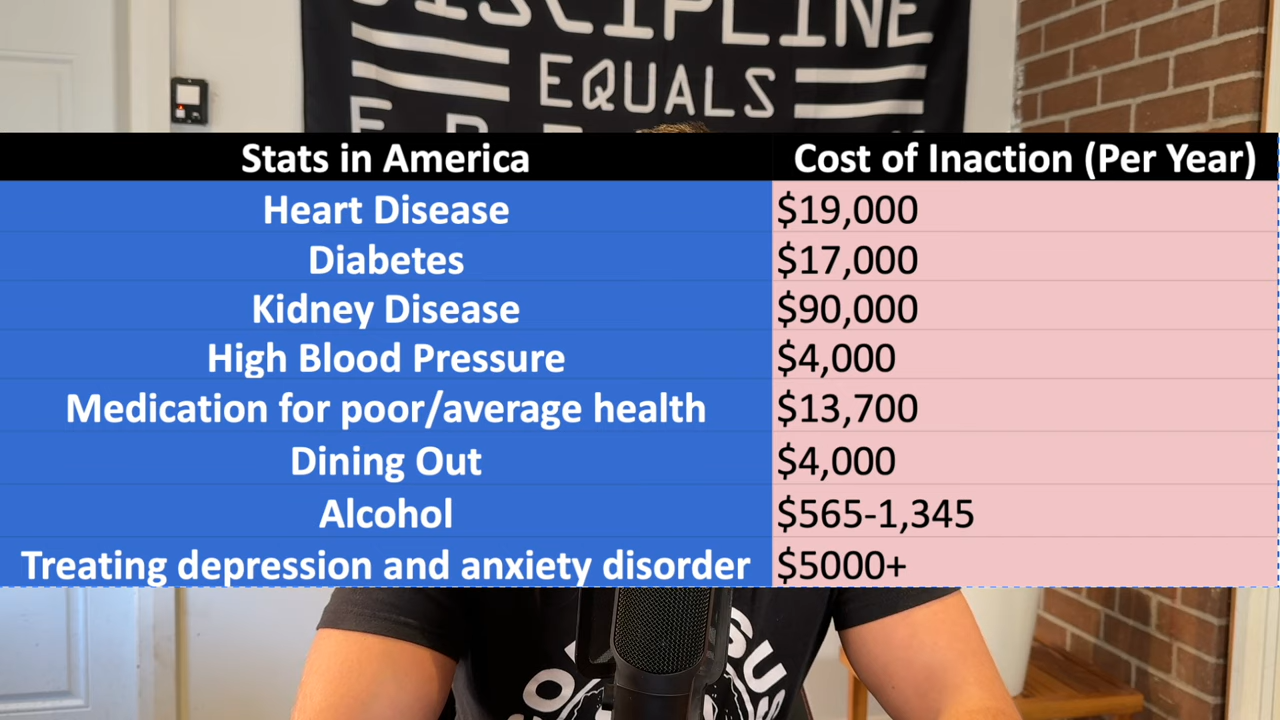 DISCIPLINE
EQUALS
Stats in America Cost of Inaction (Per Year)
Heart Disease $19,000
Diabetes $17,000
Kidney Disease $90,000
High Blood Pressure $4,000
Medication for poor/average health $13,700
Dining Out $4,000
Alcohol $565-1,345
Treating depression and anxiety disorder $5000+